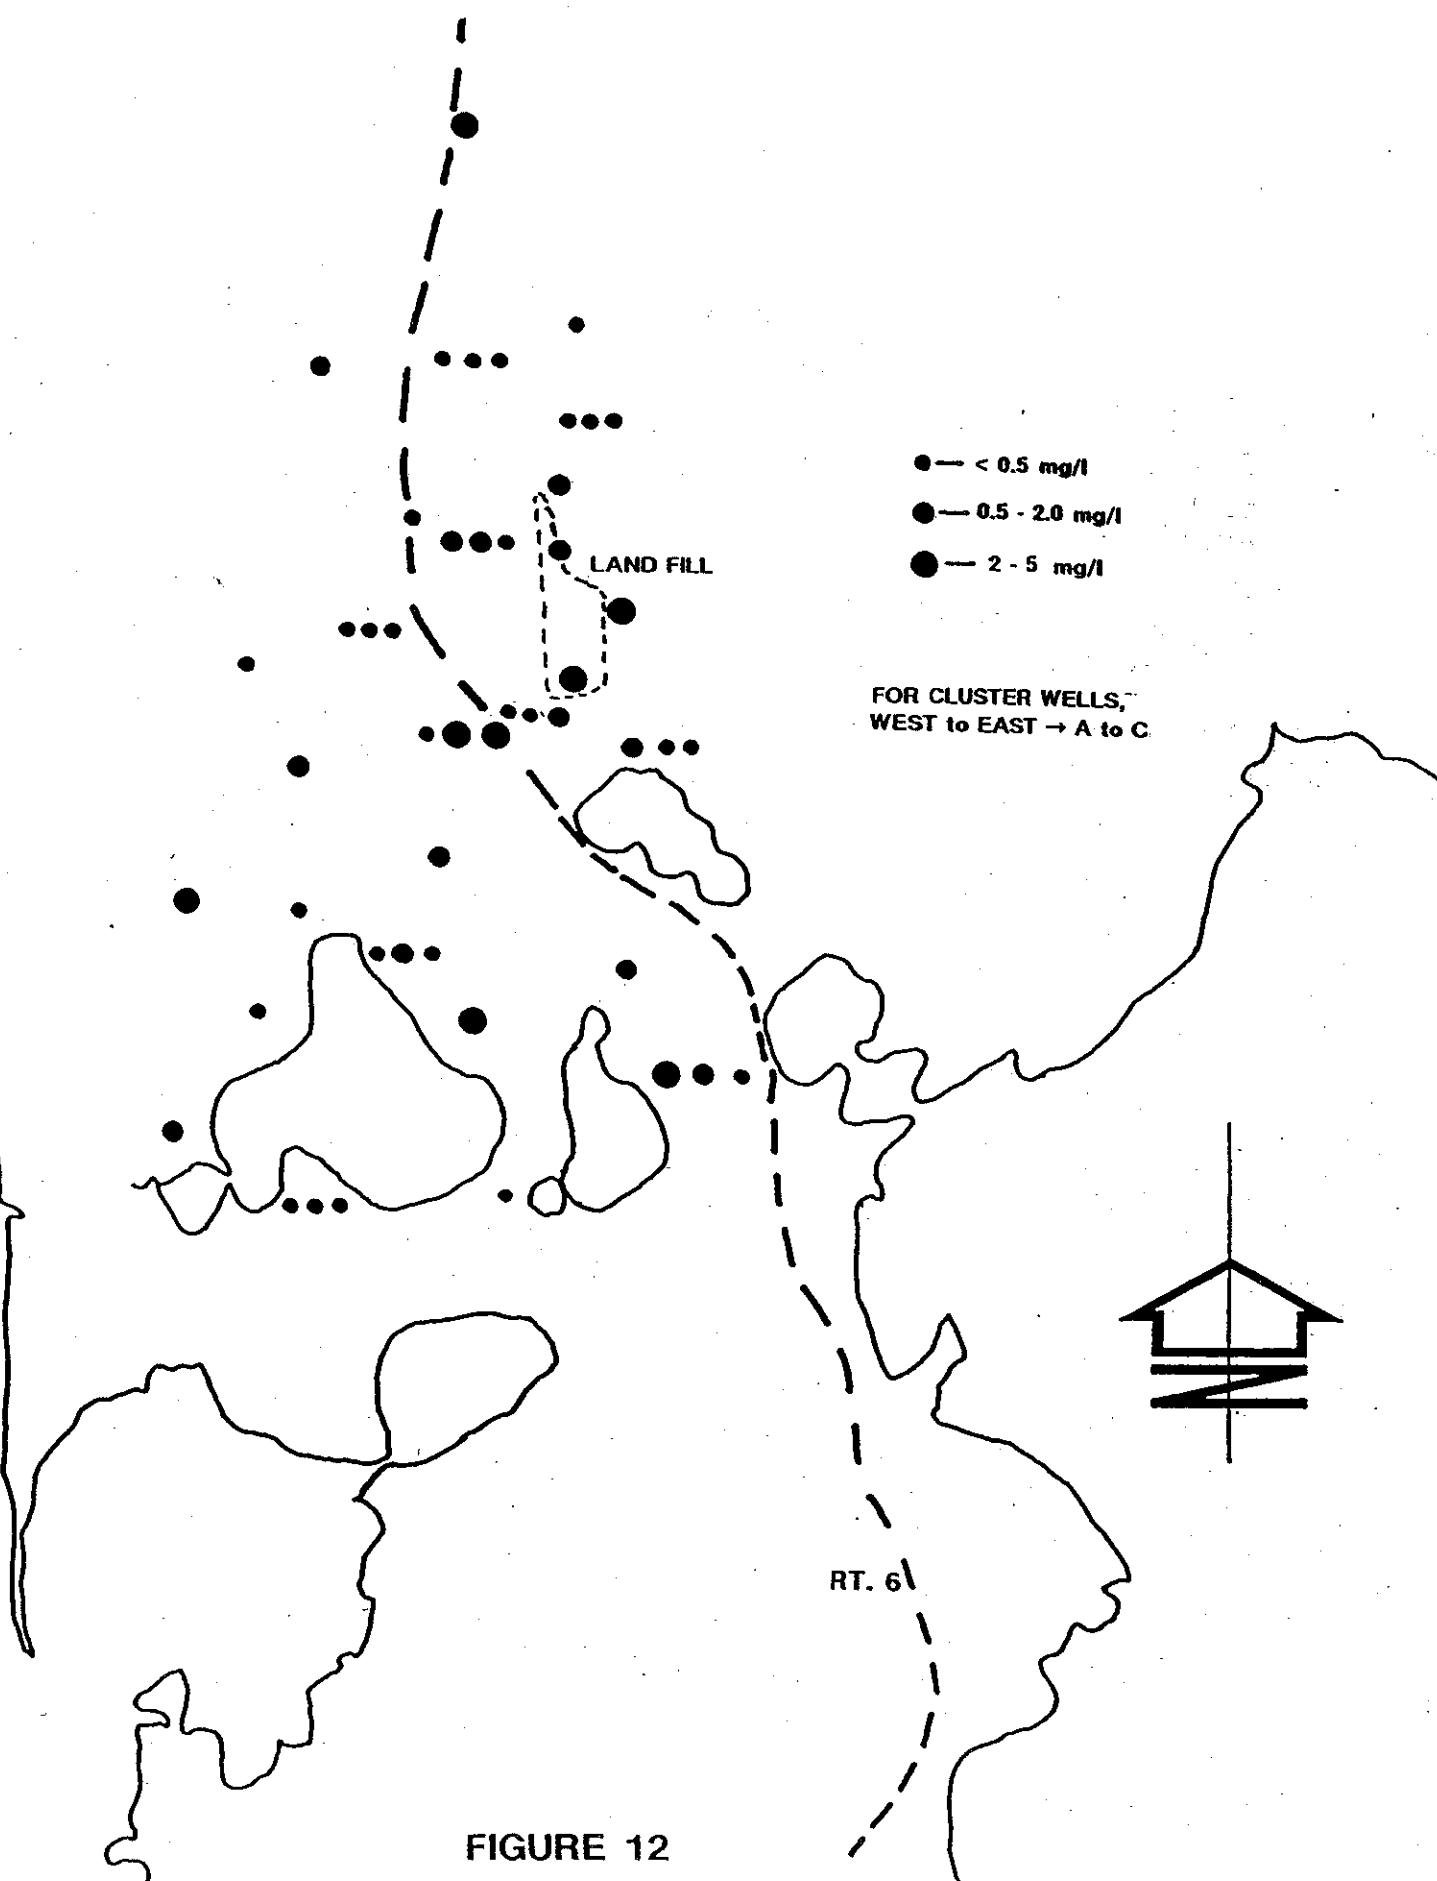 < 0.5 mg/l
0.5 - 2.0 mg/l
LAND FILL
2 - 5 mg/l
FOR CLUSTER WELLS,
WEST to EAST → A to C
N
RT. 6
FIGURE 12